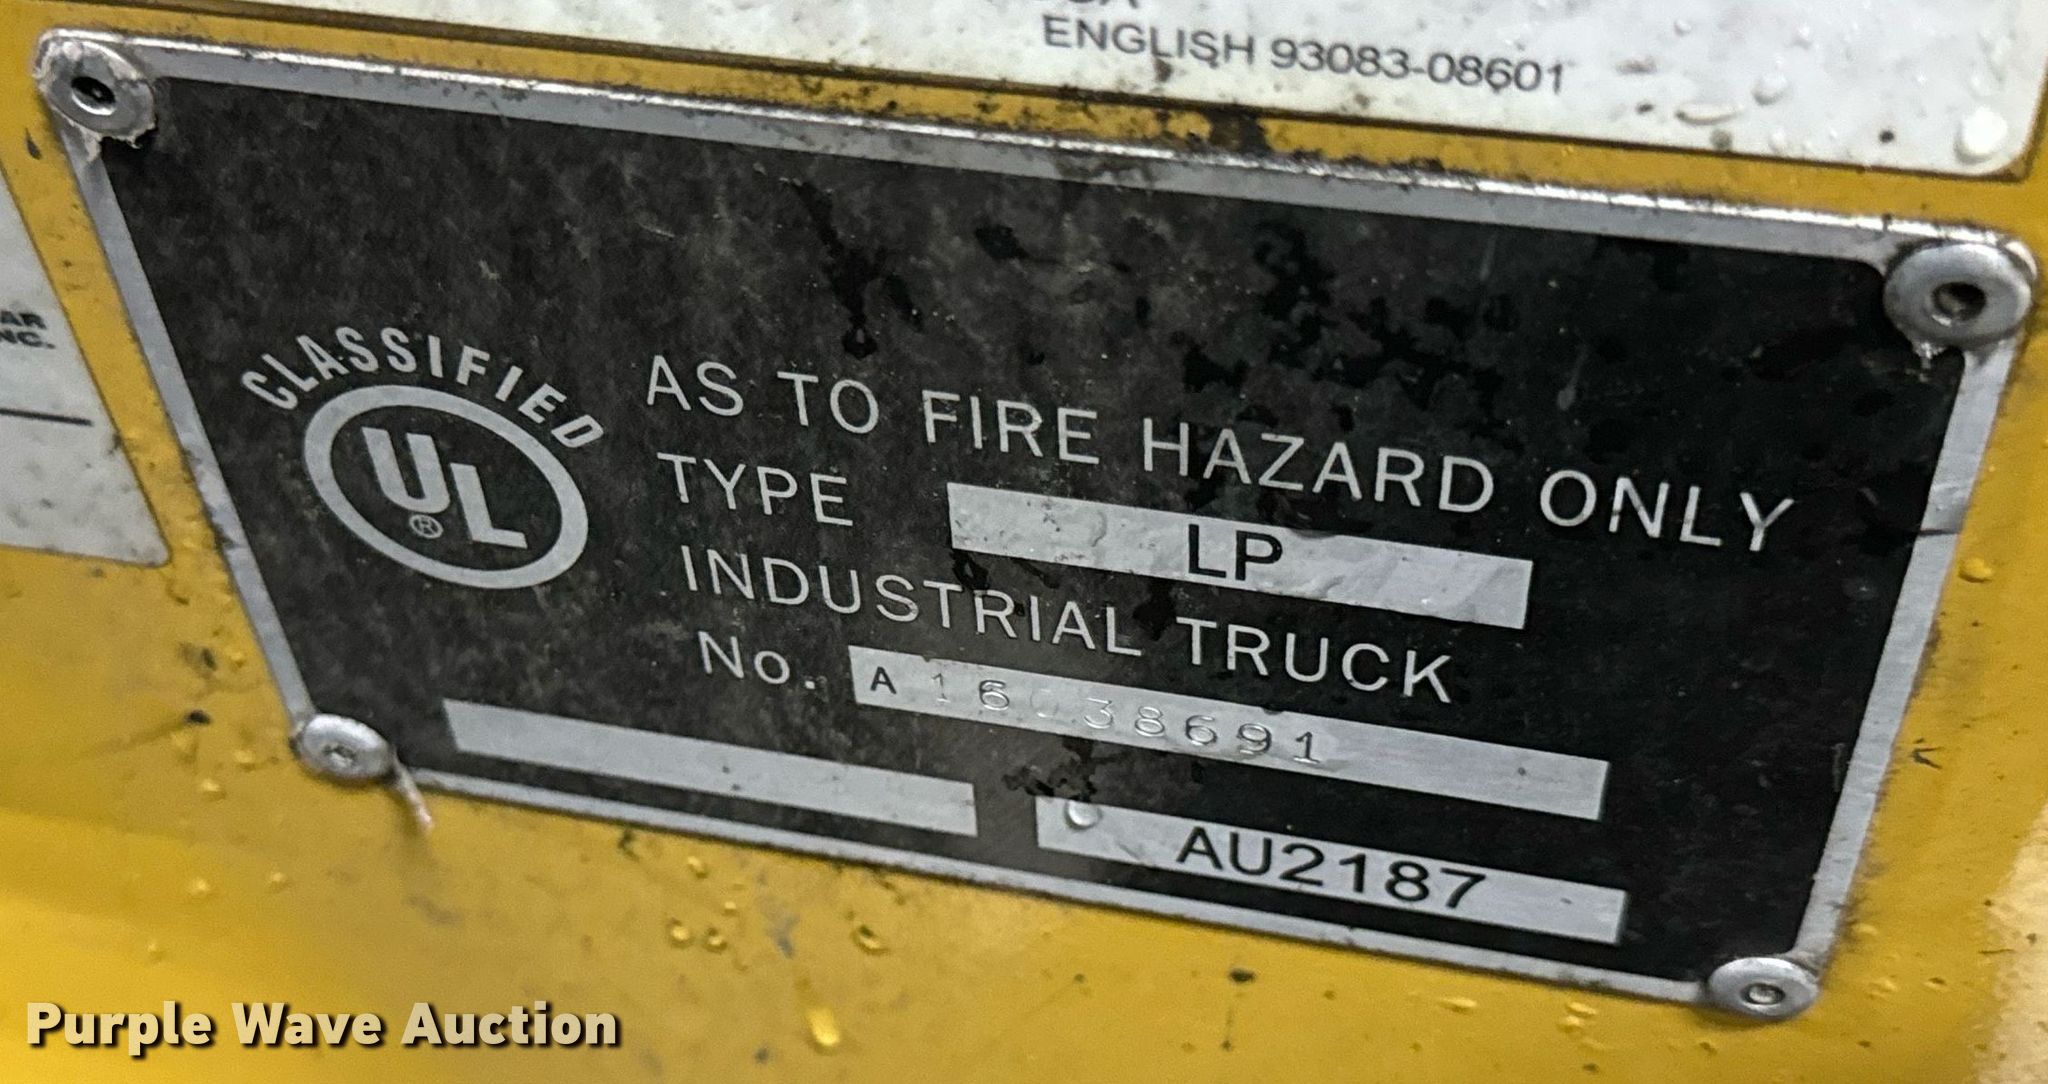 ENGLISH 93083-08601
CLASSIFIED
UL®
AS TO FIRE HAZARD ONLY
TYPE LP
INDUSTRIAL TRUCK
No. A 16038691
AU2187
Purple Wave Auction